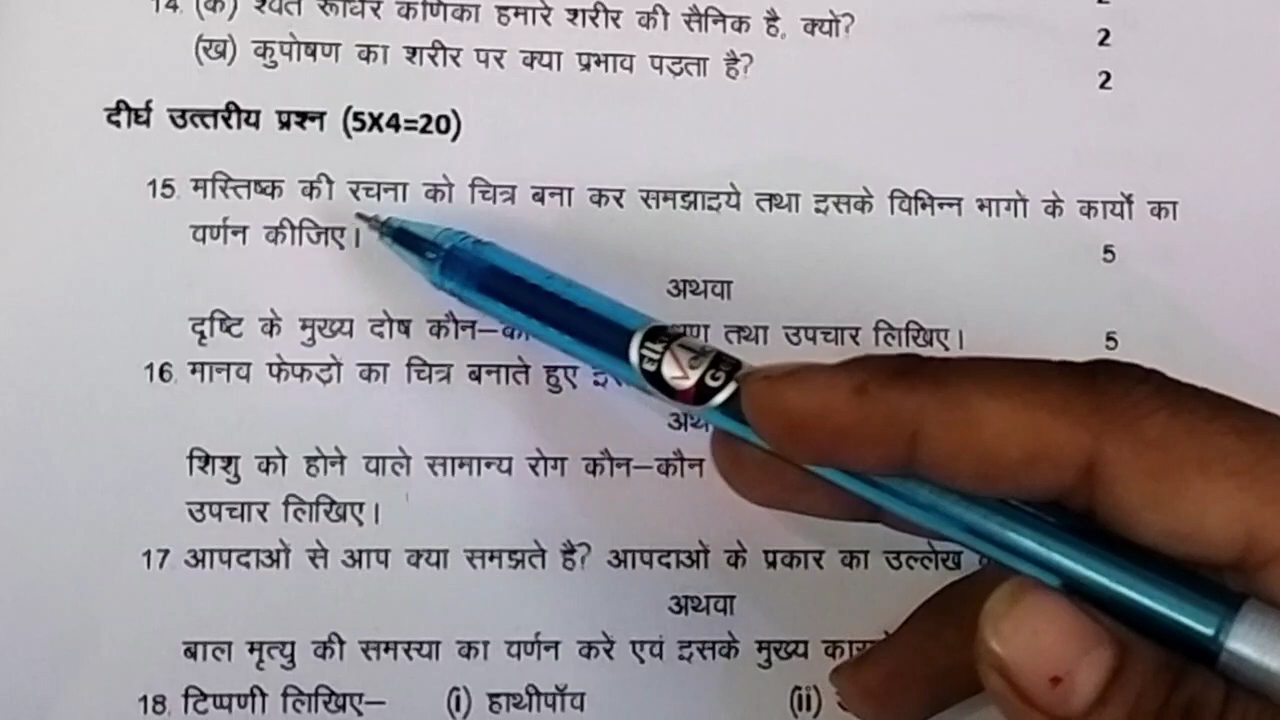 14. (क) श्वेत रूधिर कणिका हमारे शरीर की सैनिक है, क्यों? 2
(ख) कुपोषण का शरीर पर क्या प्रभाव पड़ता है? 2
दीर्घ उत्तरीय प्रश्न (5X4=20)
15. मस्तिष्क की रचना को चित्र बना कर समझाइये तथा इसके विभिन्न भागो के कार्यो का
वर्णन कीजिए। 5
अथवा
दृष्टि के मुख्य दोष कौन– तथा उपचार लिखिए। 5
16. मानव फेफड़ो का चित्र बनाते हुए
शिशु को होने वाले सामान्य रोग कौन–कौन
उपचार लिखिए।
17. आपदाओं से आप क्या समझते है? आपदाओं के प्रकार का उल्लेख
अथवा
बाल मृत्यु की समस्या का वर्णन करें एवं इसके मुख्य
18. टिप्पणी लिखिए– (i) हाथीपाँव (ii)